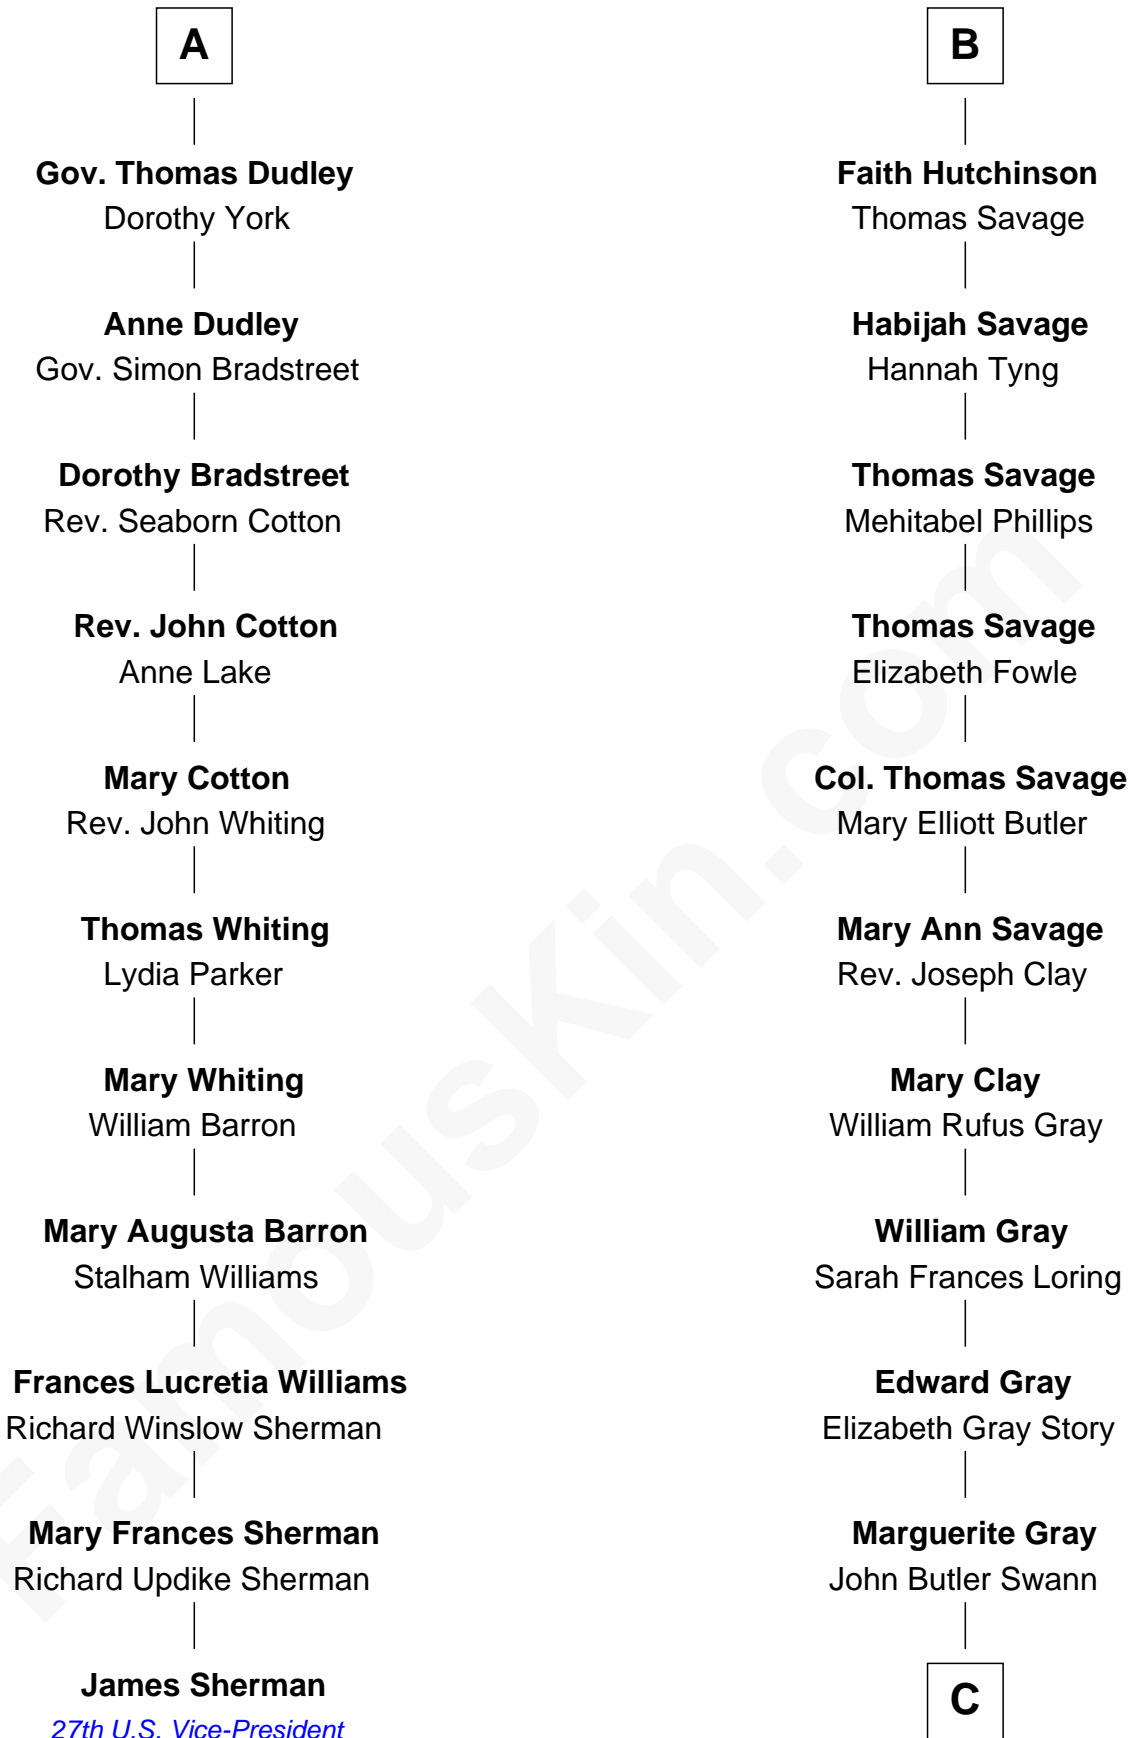 A
Gov. Thomas Dudley
Dorothy York
Anne Dudley
Gov. Simon Bradstreet
Dorothy Bradstreet
Rev. Seaborn Cotton
Rev. John Cotton
Anne Lake
Mary Cotton
Rev. John Whiting
Thomas Whiting
Lydia Parker
Mary Whiting
William Barron
Mary Augusta Barron
Stalham Williams
Frances Lucretia Williams
Richard Winslow Sherman
Mary Frances Sherman
Richard Updike Sherman
James Sherman
27th U.S. Vice-President
B
Faith Hutchinson
Thomas Savage
Habijah Savage
Hannah Tyng
Thomas Savage
Mehitabel Phillips
Thomas Savage
Elizabeth Fowle
Col. Thomas Savage
Mary Elliott Butler
Mary Ann Savage
Rev. Joseph Clay
Mary Clay
William Rufus Gray
William Gray
Sarah Frances Loring
Edward Gray
Elizabeth Gray Story
Marguerite Gray
John Butler Swann
C
FamousKin.com